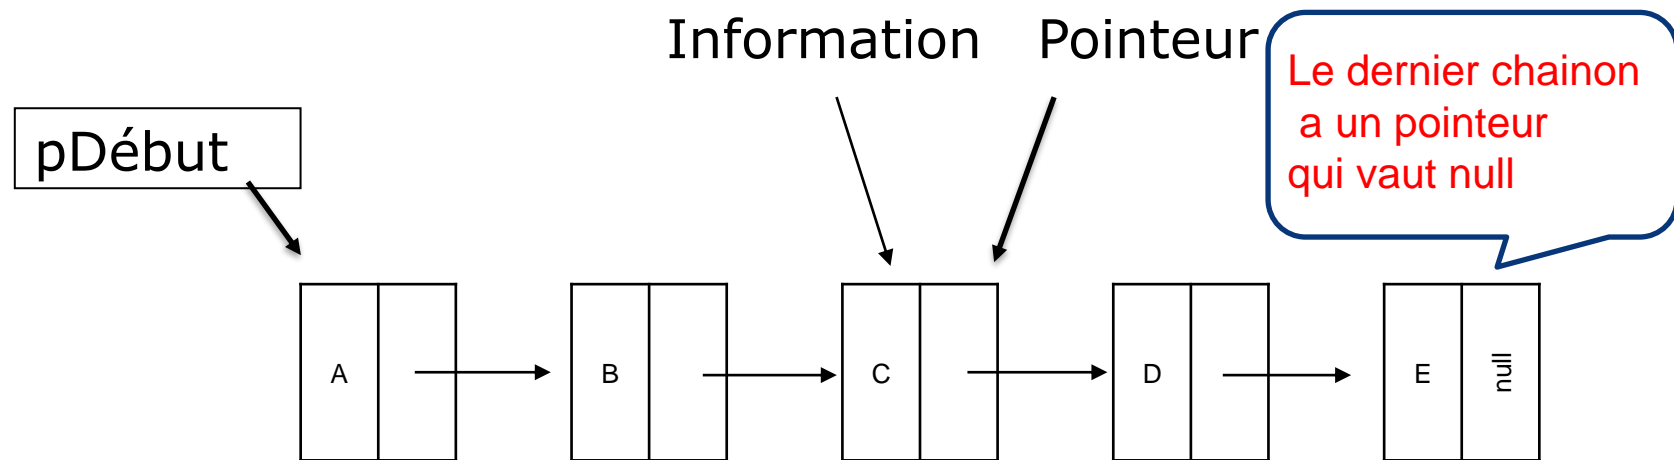 Information Pointeur
Le dernier chainon
a un pointeur
qui vaut null
pDébut
A B C D E null